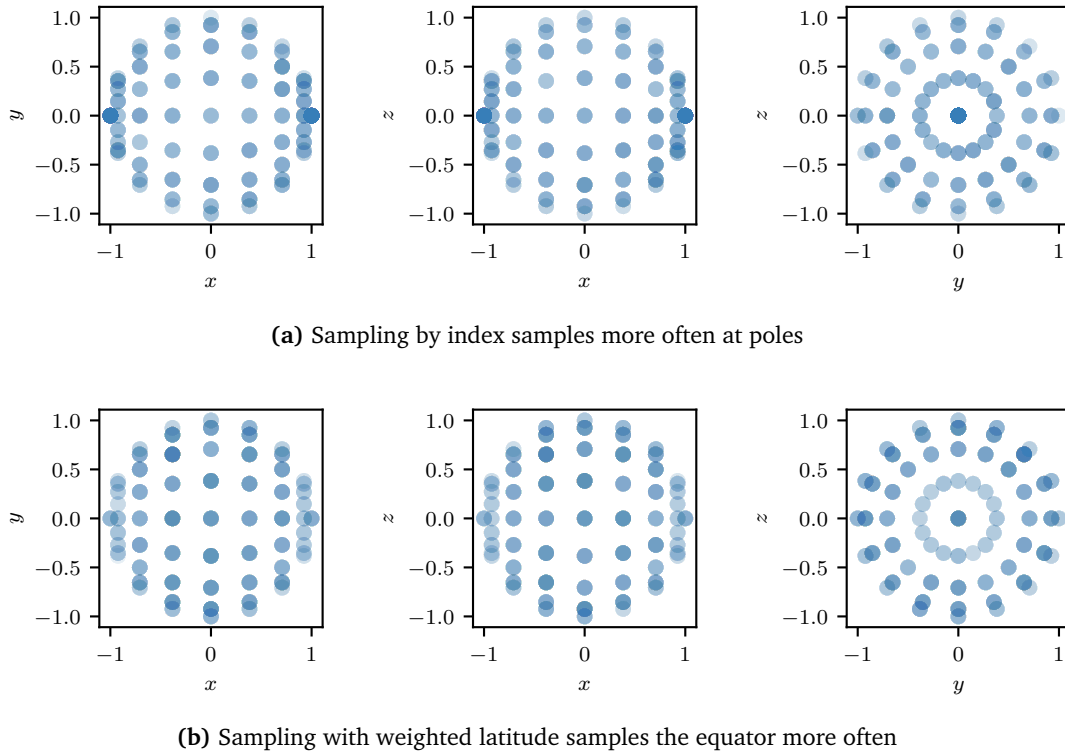 1.0
0.5
0.0
−0.5
−1.0
y
−1 0 1
x
1.0
0.5
0.0
−0.5
−1.0
z
−1 0 1
x
1.0
0.5
0.0
−0.5
−1.0
z
−1 0 1
y
(a) Sampling by index samples more often at poles
1.0
0.5
0.0
−0.5
−1.0
y
−1 0 1
x
1.0
0.5
0.0
−0.5
−1.0
z
−1 0 1
x
1.0
0.5
0.0
−0.5
−1.0
z
−1 0 1
y
(b) Sampling with weighted latitude samples the equator more often